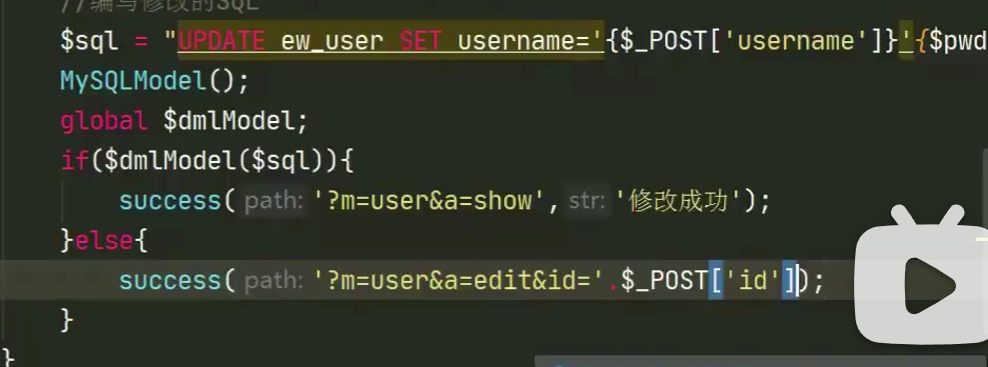 //编写修改的SQL
$sql = "UPDATE ew_user SET username='{$_POST['username']}'{$pwd
MySQLModel();
global $dmlModel;
if($dmlModel($sql)){
success( path: '?m=user&a=show', str: '修改成功');
}else{
success( path: '?m=user&a=edit&id='.$_POST['id']);
}
}